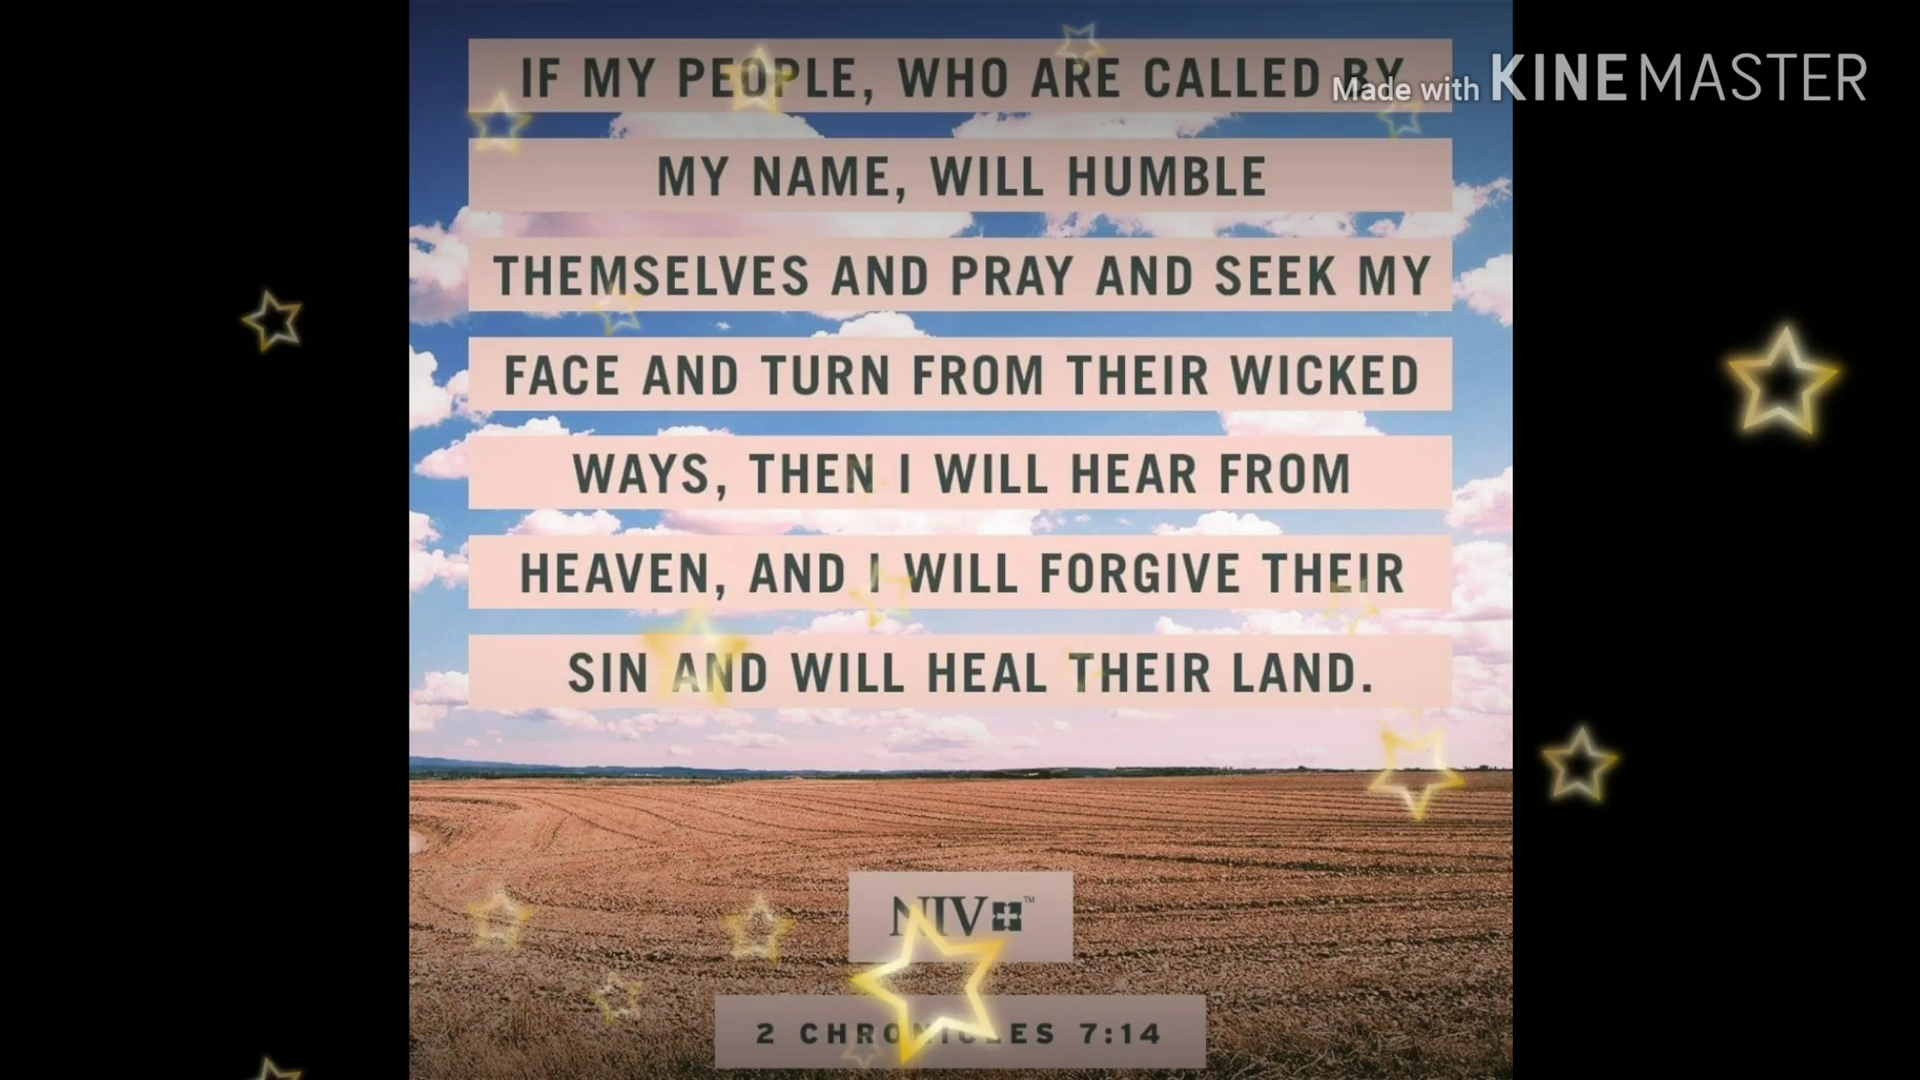 IF MY PEOPLE, WHO ARE CALLED BY
Made with KINEMASTER
MY NAME, WILL HUMBLE
THEMSELVES AND PRAY AND SEEK MY
FACE AND TURN FROM THEIR WICKED
WAYS, THEN I WILL HEAR FROM
HEAVEN, AND I WILL FORGIVE THEIR
SIN AND WILL HEAL THEIR LAND.
NIV™
2 CHRONICLES 7:14